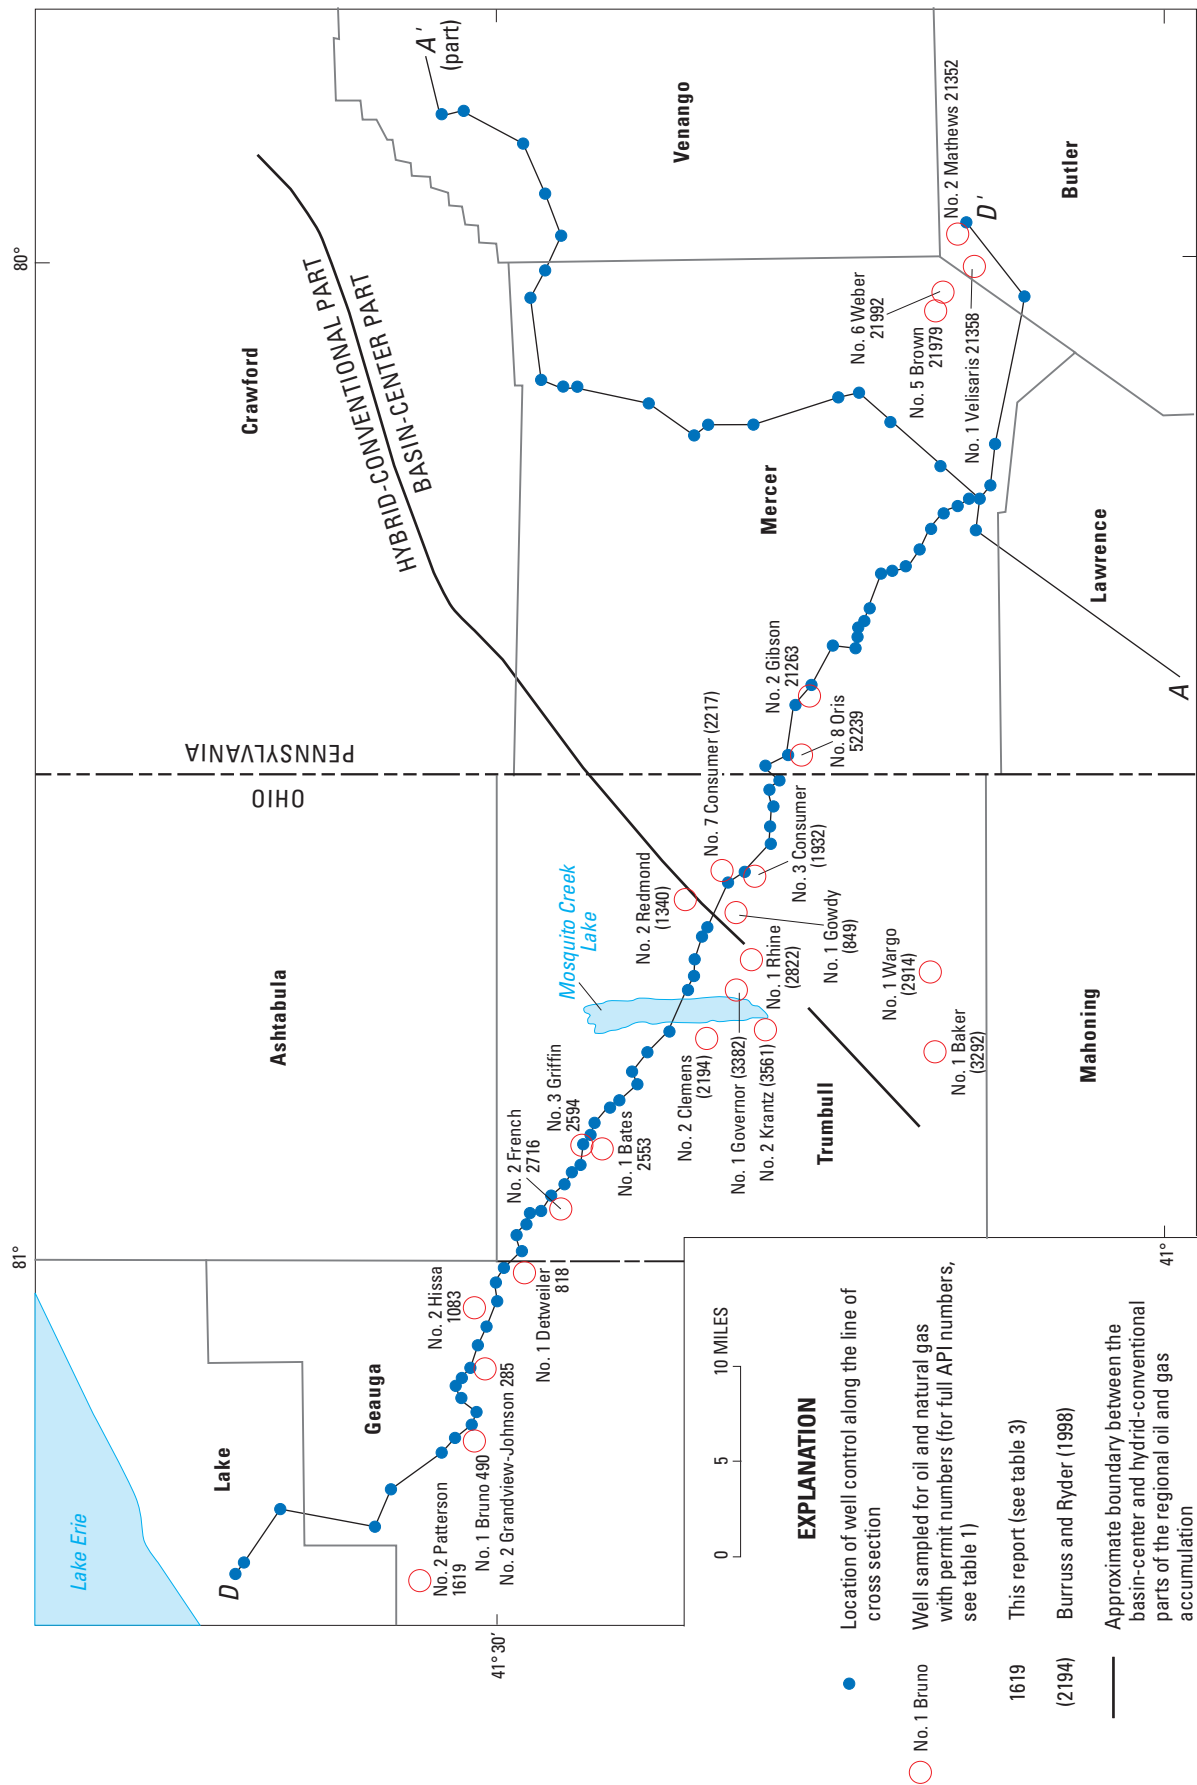 81°
80°
Lake Erie
Lake
Geauga
Ashtabula
Crawford
Venango
OHIO
PENNSYLVANIA
HYBRID-CONVENTIONAL PART
BASIN-CENTER PART
A'
(part)
D
41°30'
No. 2 Patterson
1619
No. 1 Bruno 490
No. 2 Grandview-Johnson 285
No. 2 Hissa
1083
No. 1 Detweiler
818
No. 2 French
2716
No. 3 Griffin
2594
No. 1 Bates
2553
Mosquito Creek
Lake
No. 2 Redmond
(1340)
No. 7 Consumer (2217)
No. 2 Clemens
(2194)
No. 1 Governor (3382)
No. 2 Krantz (3561)
No. 1 Rhine
(2822)
No. 1 Gowdy
(849)
No. 3 Consumer
(1932)
No. 2 Gibson
21263
No. 8 Oris
52239
No. 1 Wargo
(2914)
No. 1 Baker
(3292)
Trumbull
Mercer
No. 6 Weber
21992
No. 5 Brown
21979
No. 1 Velisaris 21358
No. 2 Mathews 21352
D'
Butler
Lawrence
Mahoning
A
41°
0
5
10 MILES
EXPLANATION
Location of well control along the line of
cross section
No. 1 Bruno
Well sampled for oil and natural gas
with permit numbers (for full API numbers,
see table 1)
1619
This report (see table 3)
(2194)
Burruss and Ryder (1998)
Approximate boundary between the
basin-center and hydrid-conventional
parts of the regional oil and gas
accumulation